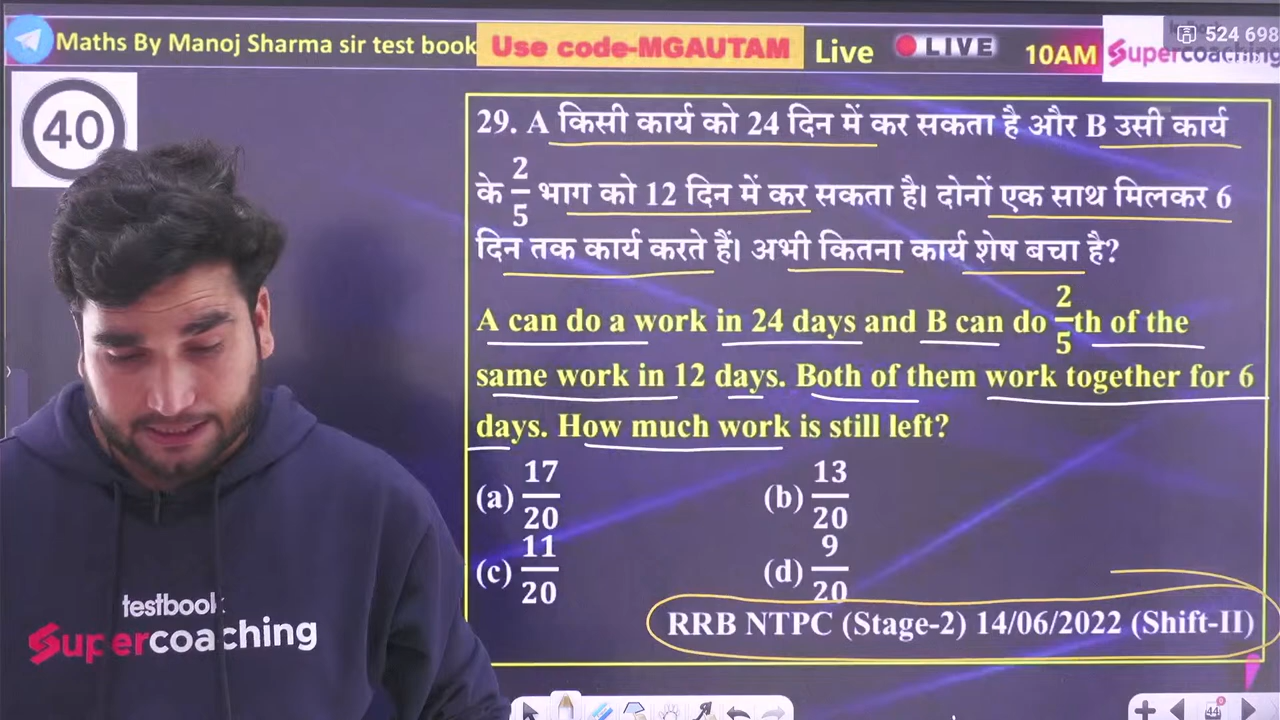 Maths By Manoj Sharma sir test book Use code-MGAUTAM Live LIVE 10AM Supercoaching
524 698
40
29. A किसी कार्य को 24 दिन में कर सकता है और B उसी कार्य
के 2/5 भाग को 12 दिन में कर सकता है। दोनों एक साथ मिलकर 6
दिन तक कार्य करते हैं। अभी कितना कार्य शेष बचा है?
A can do a work in 24 days and B can do 2/5th of the
same work in 12 days. Both of them work together for 6
days. How much work is still left?
(a) 17/20 (b) 13/20
(c) 11/20 (d) 9/20
RRB NTPC (Stage-2) 14/06/2022 (Shift-II)
testbook
Supercoaching
44